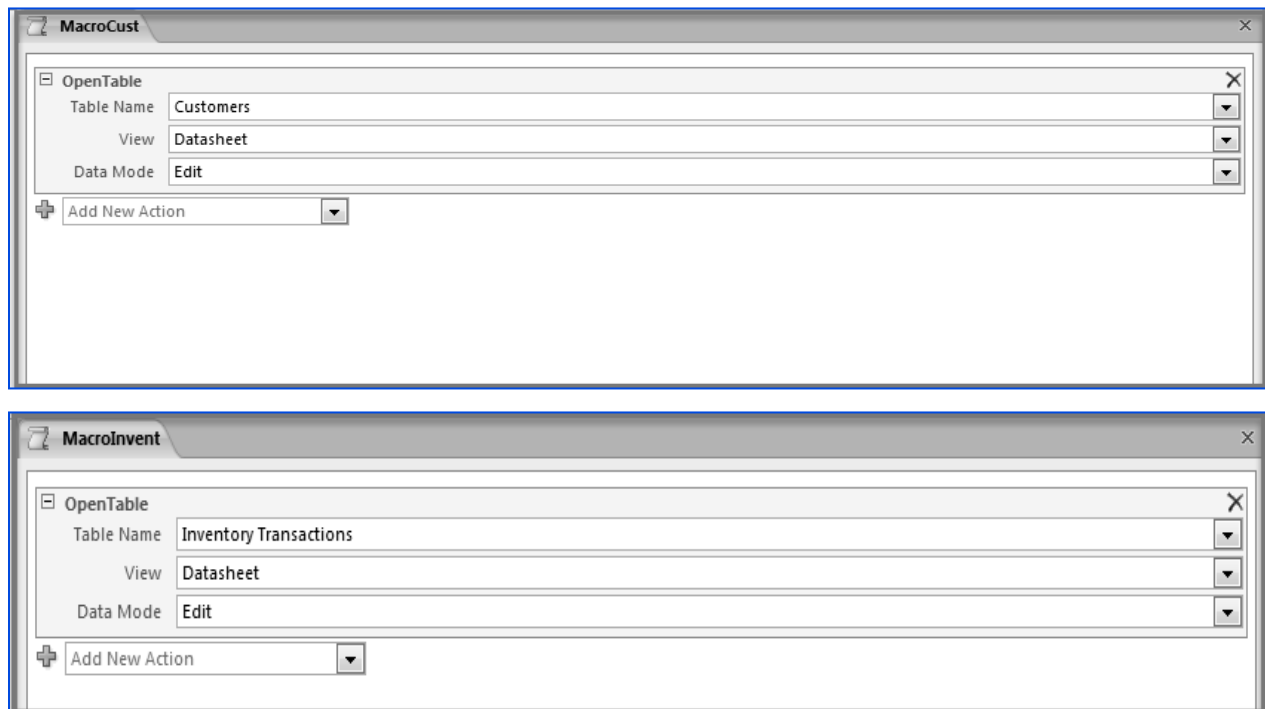 MacroCust
OpenTable
Table Name Customers
View Datasheet
Data Mode Edit
Add New Action
MacroInvent
OpenTable
Table Name Inventory Transactions
View Datasheet
Data Mode Edit
Add New Action